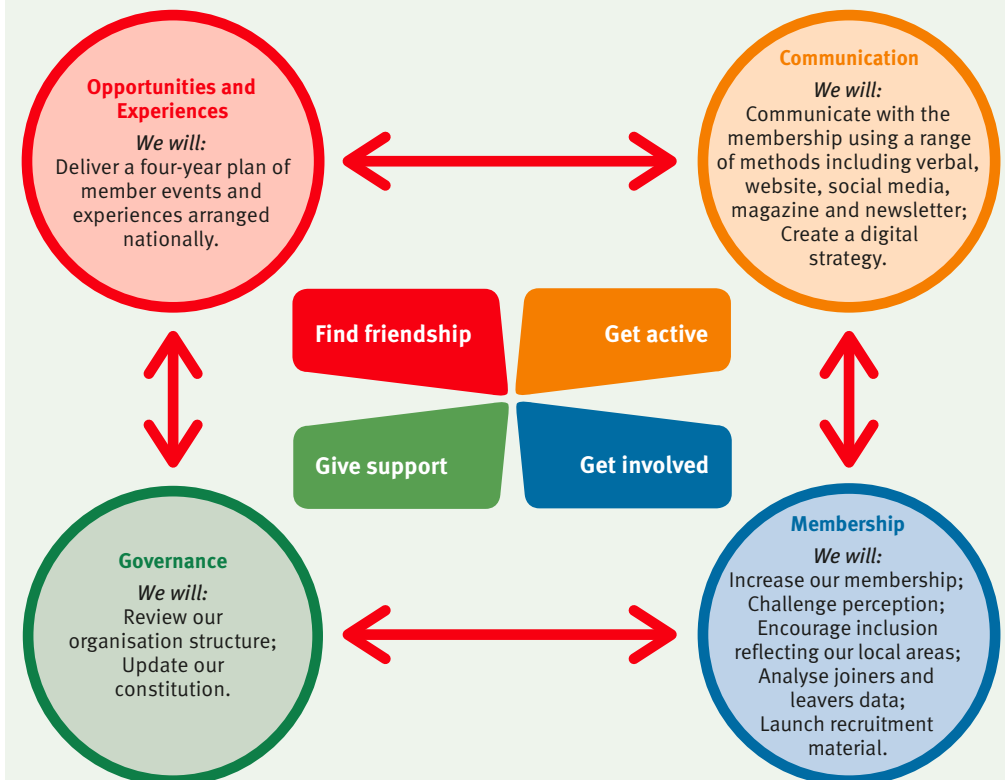 Opportunities and
Experiences
We will:
Deliver a four-year plan of
member events and
experiences arranged
nationally.
Communication
We will:
Communicate with the
membership using a range
of methods including verbal,
website, social media,
magazine and newsletter;
Create a digital
strategy.
Find friendship
Get active
Give support
Get involved
Governance
We will:
Review our
organisation structure;
Update our
constitution.
Membership
We will:
Increase our membership;
Challenge perception;
Encourage inclusion
reflecting our local areas;
Analyse joiners and
leavers data;
Launch recruitment
material.